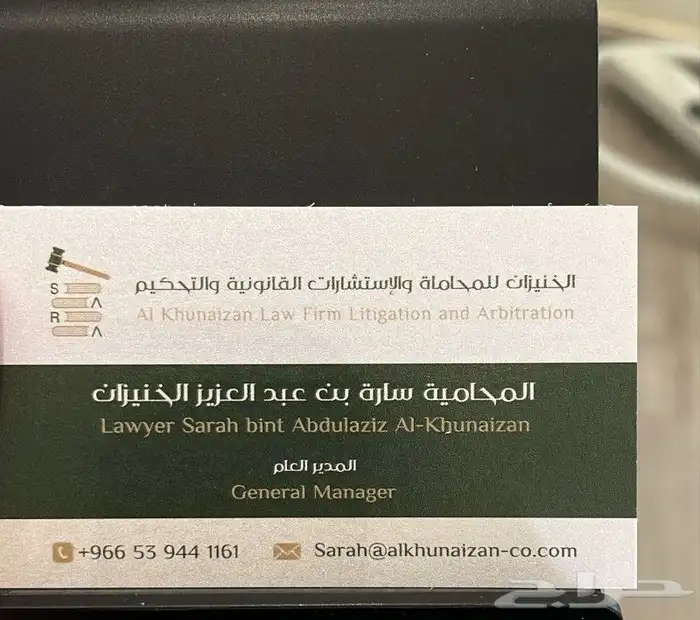 الخنيزان للمحاماة والإستشارات القانونية والتحكيم
Al Khunaizan Law Firm Litigation and Arbitration
S
Λ
R
Λ
المحامية سارة بن عبد العزيز الخنيزان
Lawyer Sarah bint Abdulaziz Al-Khunaizan
المدير العام
General Manager
+966 53 944 1161 Sarah@alkhunaizan-co.com
حراج